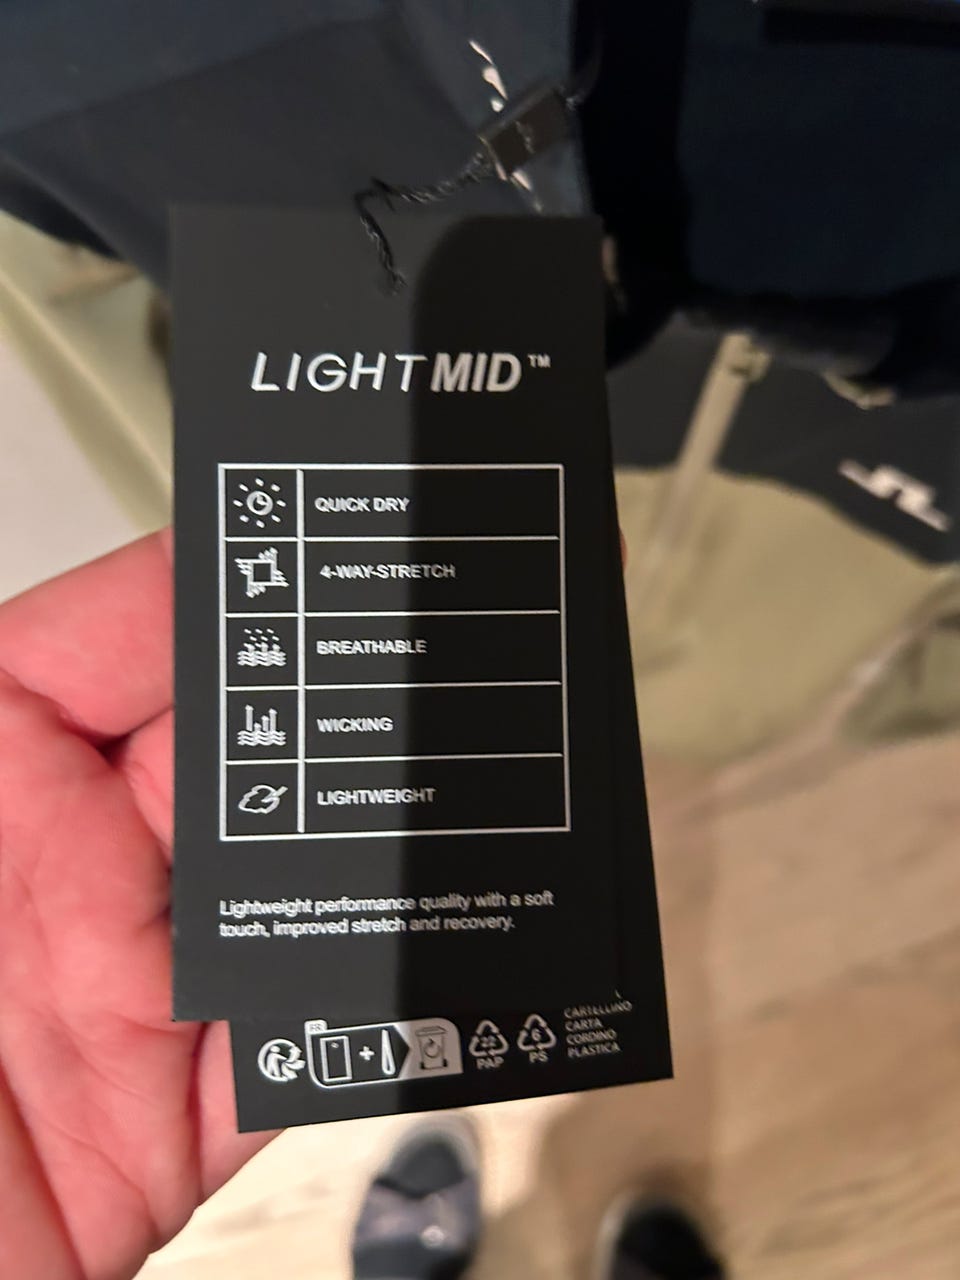 LIGHTMID™
QUICK DRY
4-WAY-STRETCH
BREATHABLE
WICKING
LIGHTWEIGHT
Lightweight performance quality with a soft
touch, improved stretch and recovery.
FR
+
22
PAP
6
PS
CARTELLINO
CARTA
CORDINO
PLASTICA